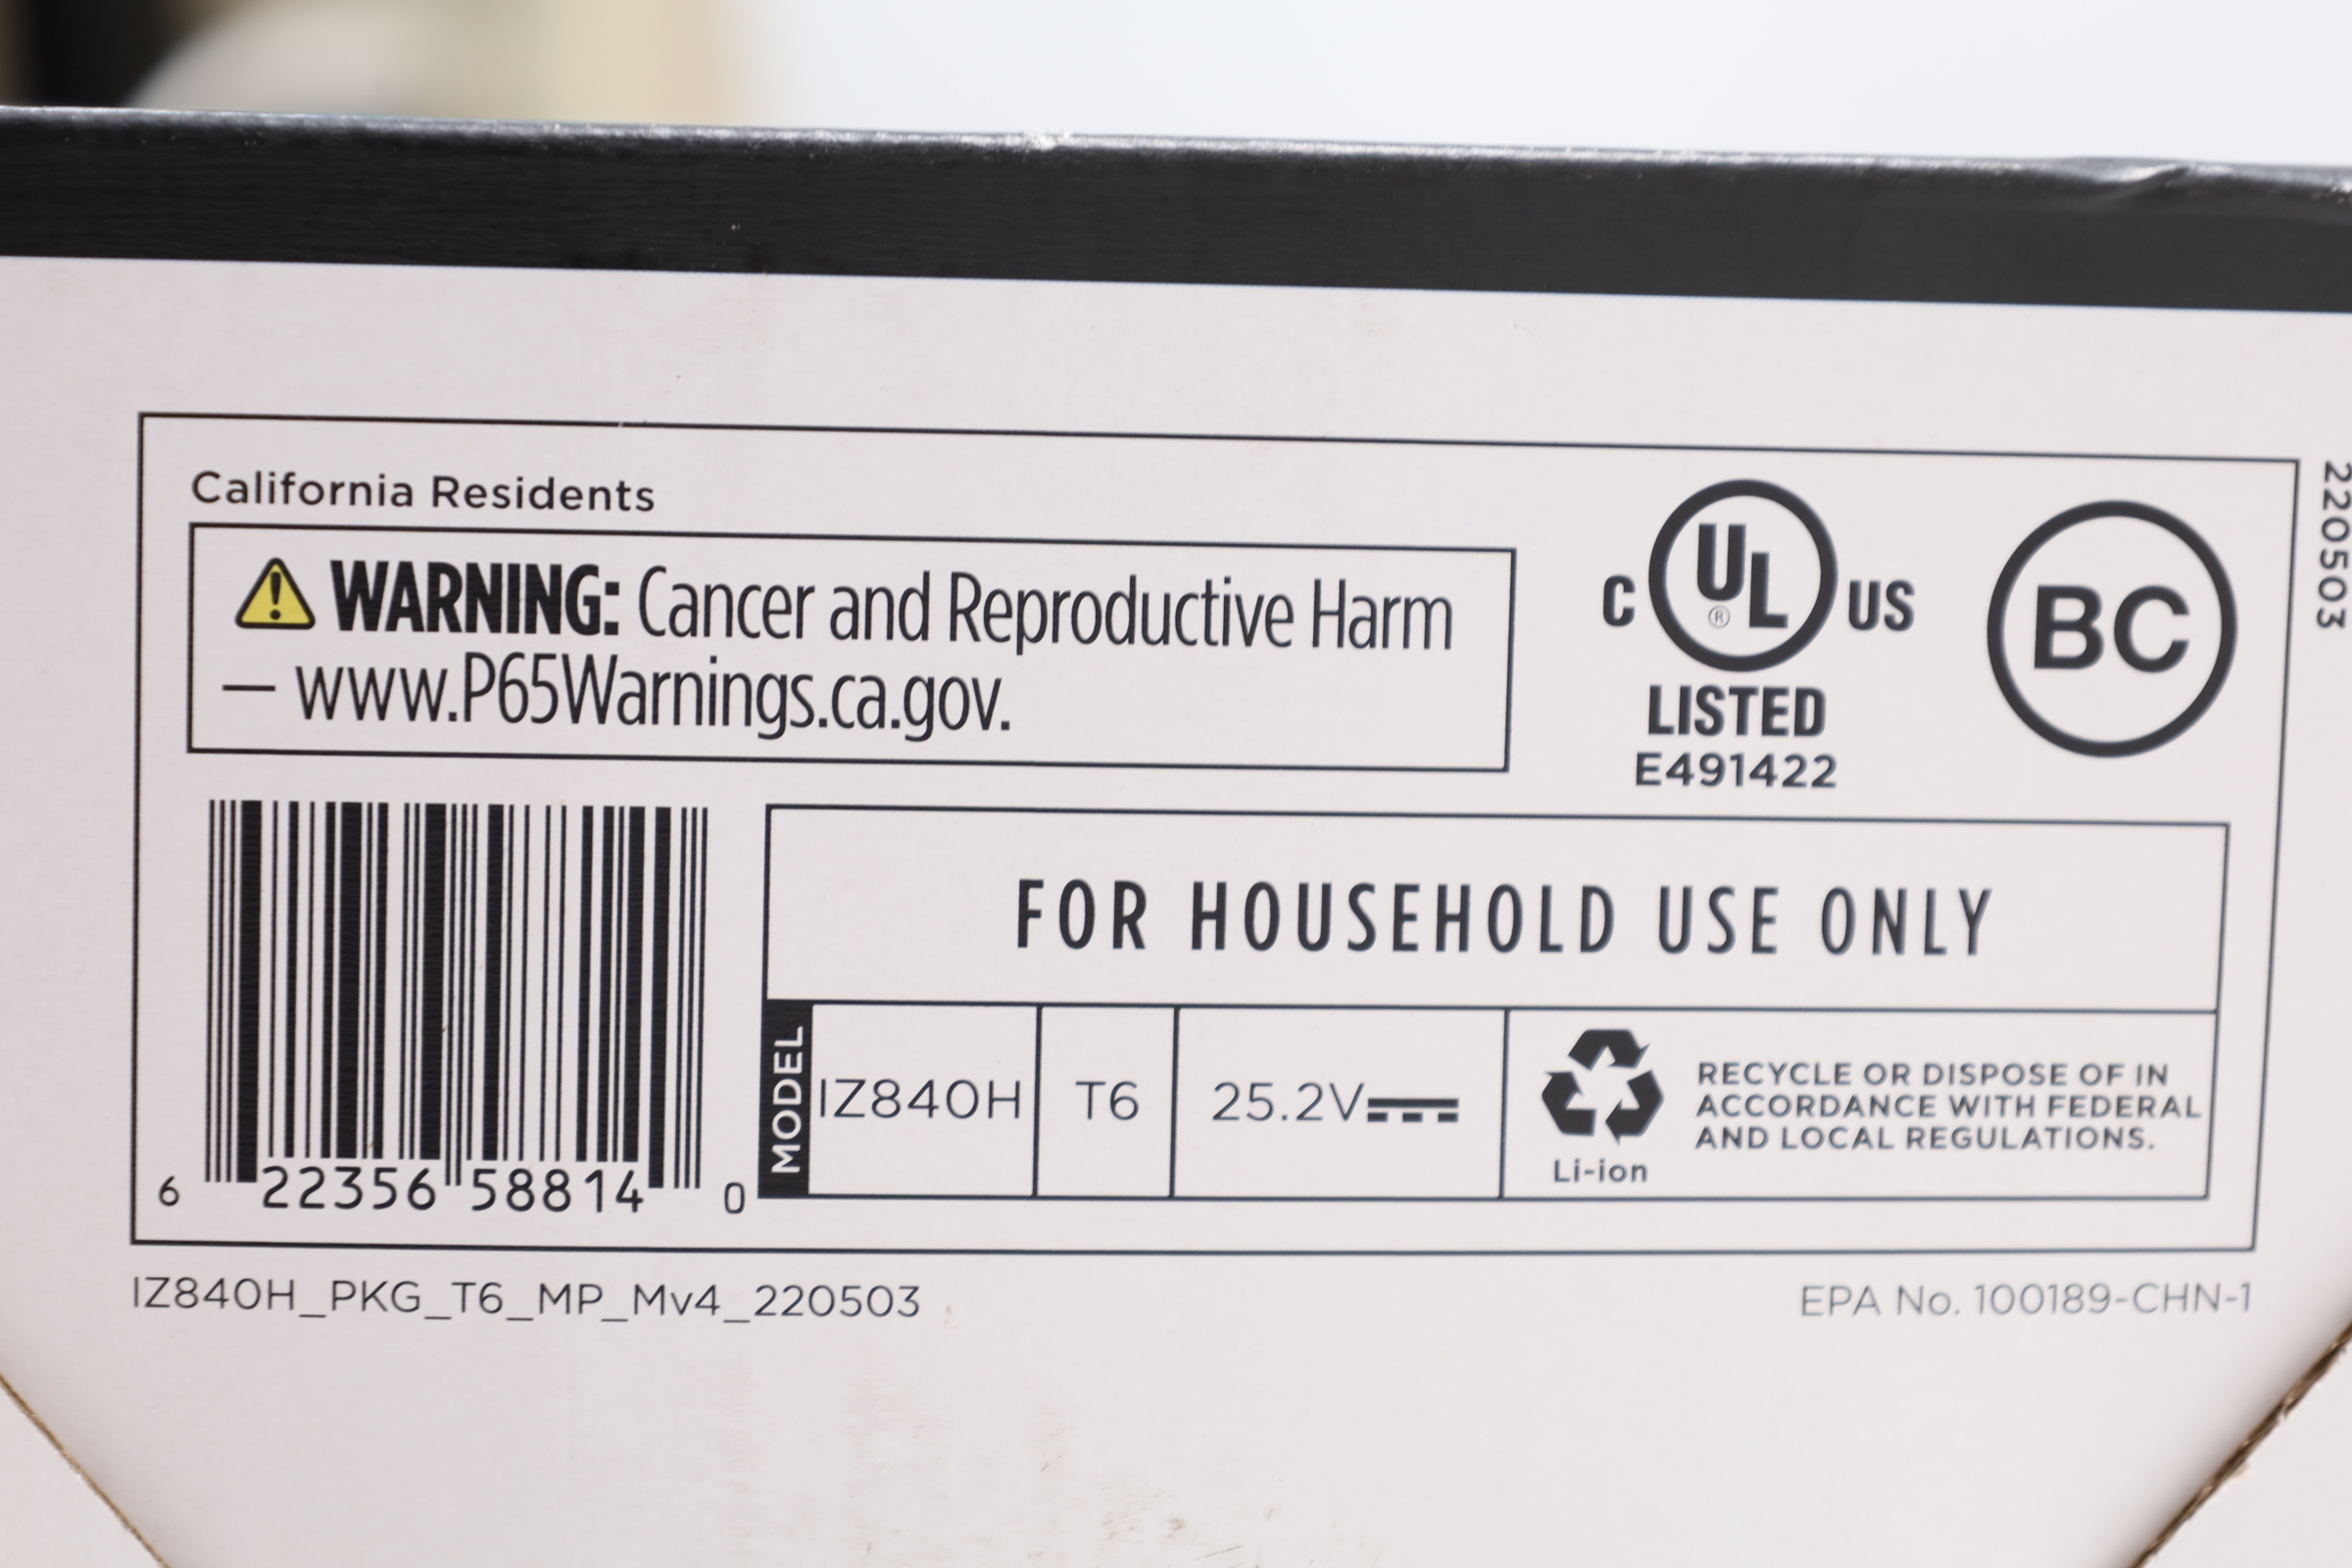 California Residents
WARNING: Cancer and Reproductive Harm
— www.P65Warnings.ca.gov.
C UL® US
LISTED
E491422
BC
220503
6 22356 58814 0
FOR HOUSEHOLD USE ONLY
MODEL
IZ840H
T6
25.2V
Li-ion
RECYCLE OR DISPOSE OF IN
ACCORDANCE WITH FEDERAL
AND LOCAL REGULATIONS.
IZ840H_PKG_T6_MP_Mv4_220503
EPA No. 100189-CHN-1